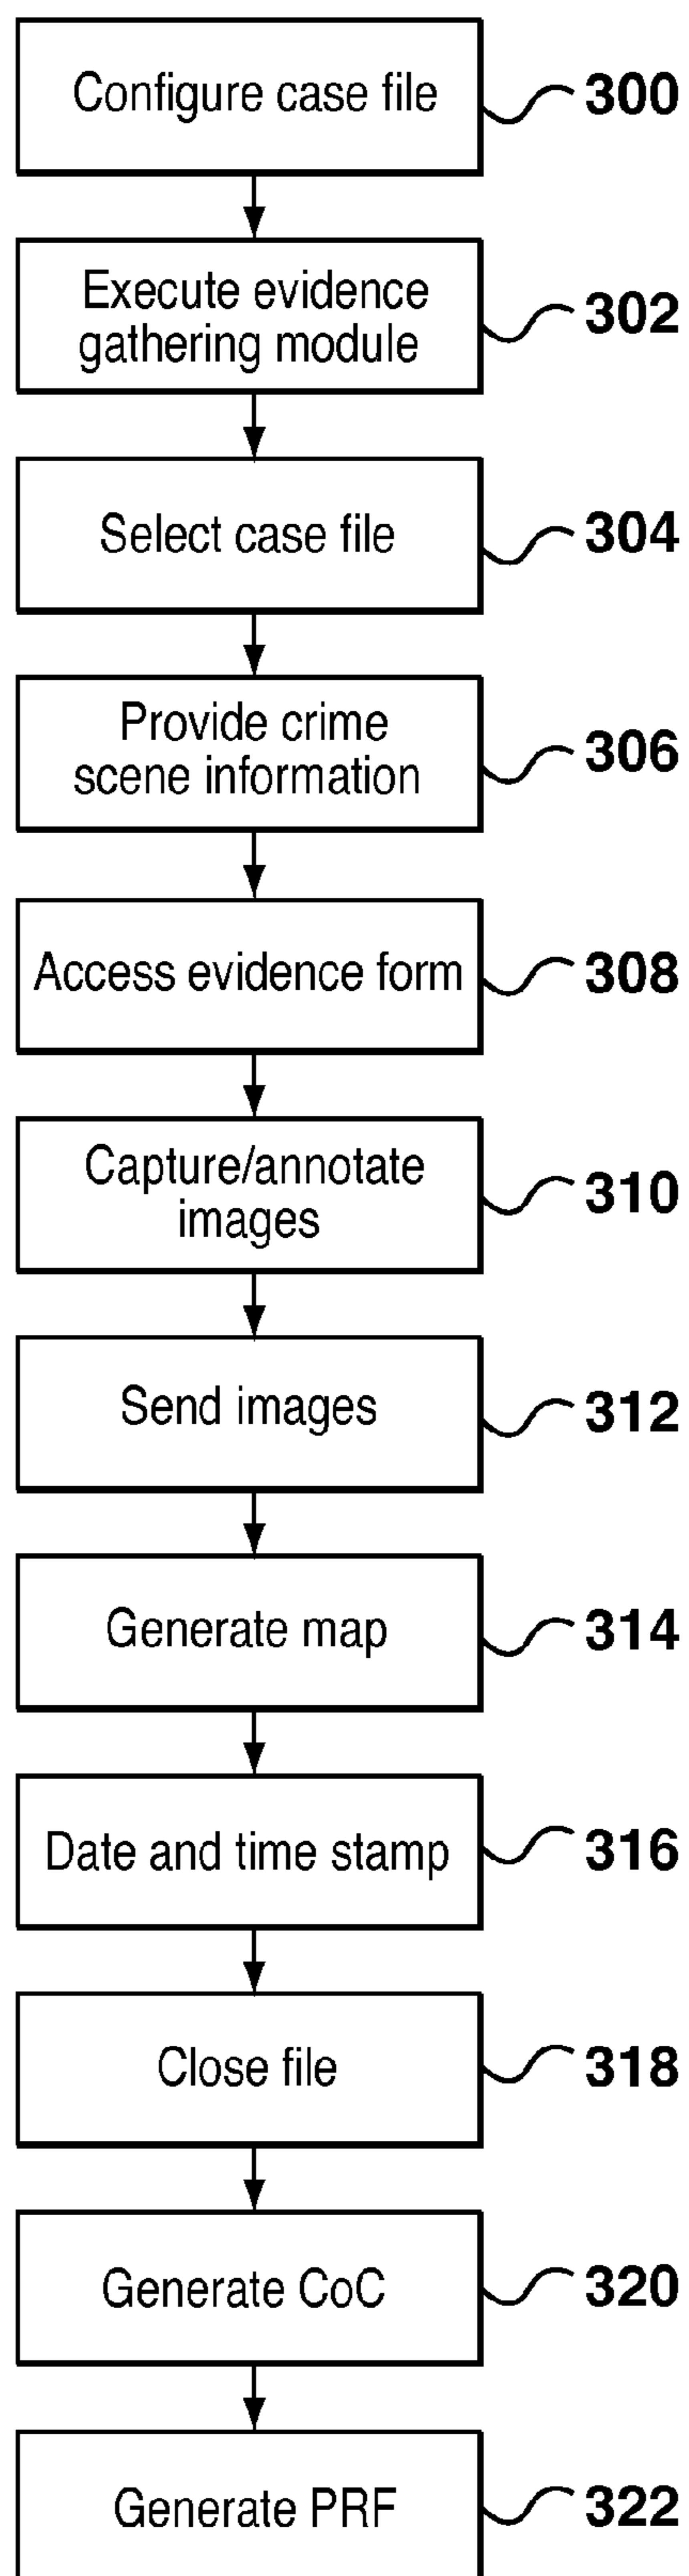 Configure case file
300
Execute evidence
gathering module
302
Select case file
304
Provide crime
scene information
306
Access evidence form
308
Capture/annotate
images
310
Send images
312
Generate map
314
Date and time stamp
316
Close file
318
Generate CoC
320
Generate PRF
322